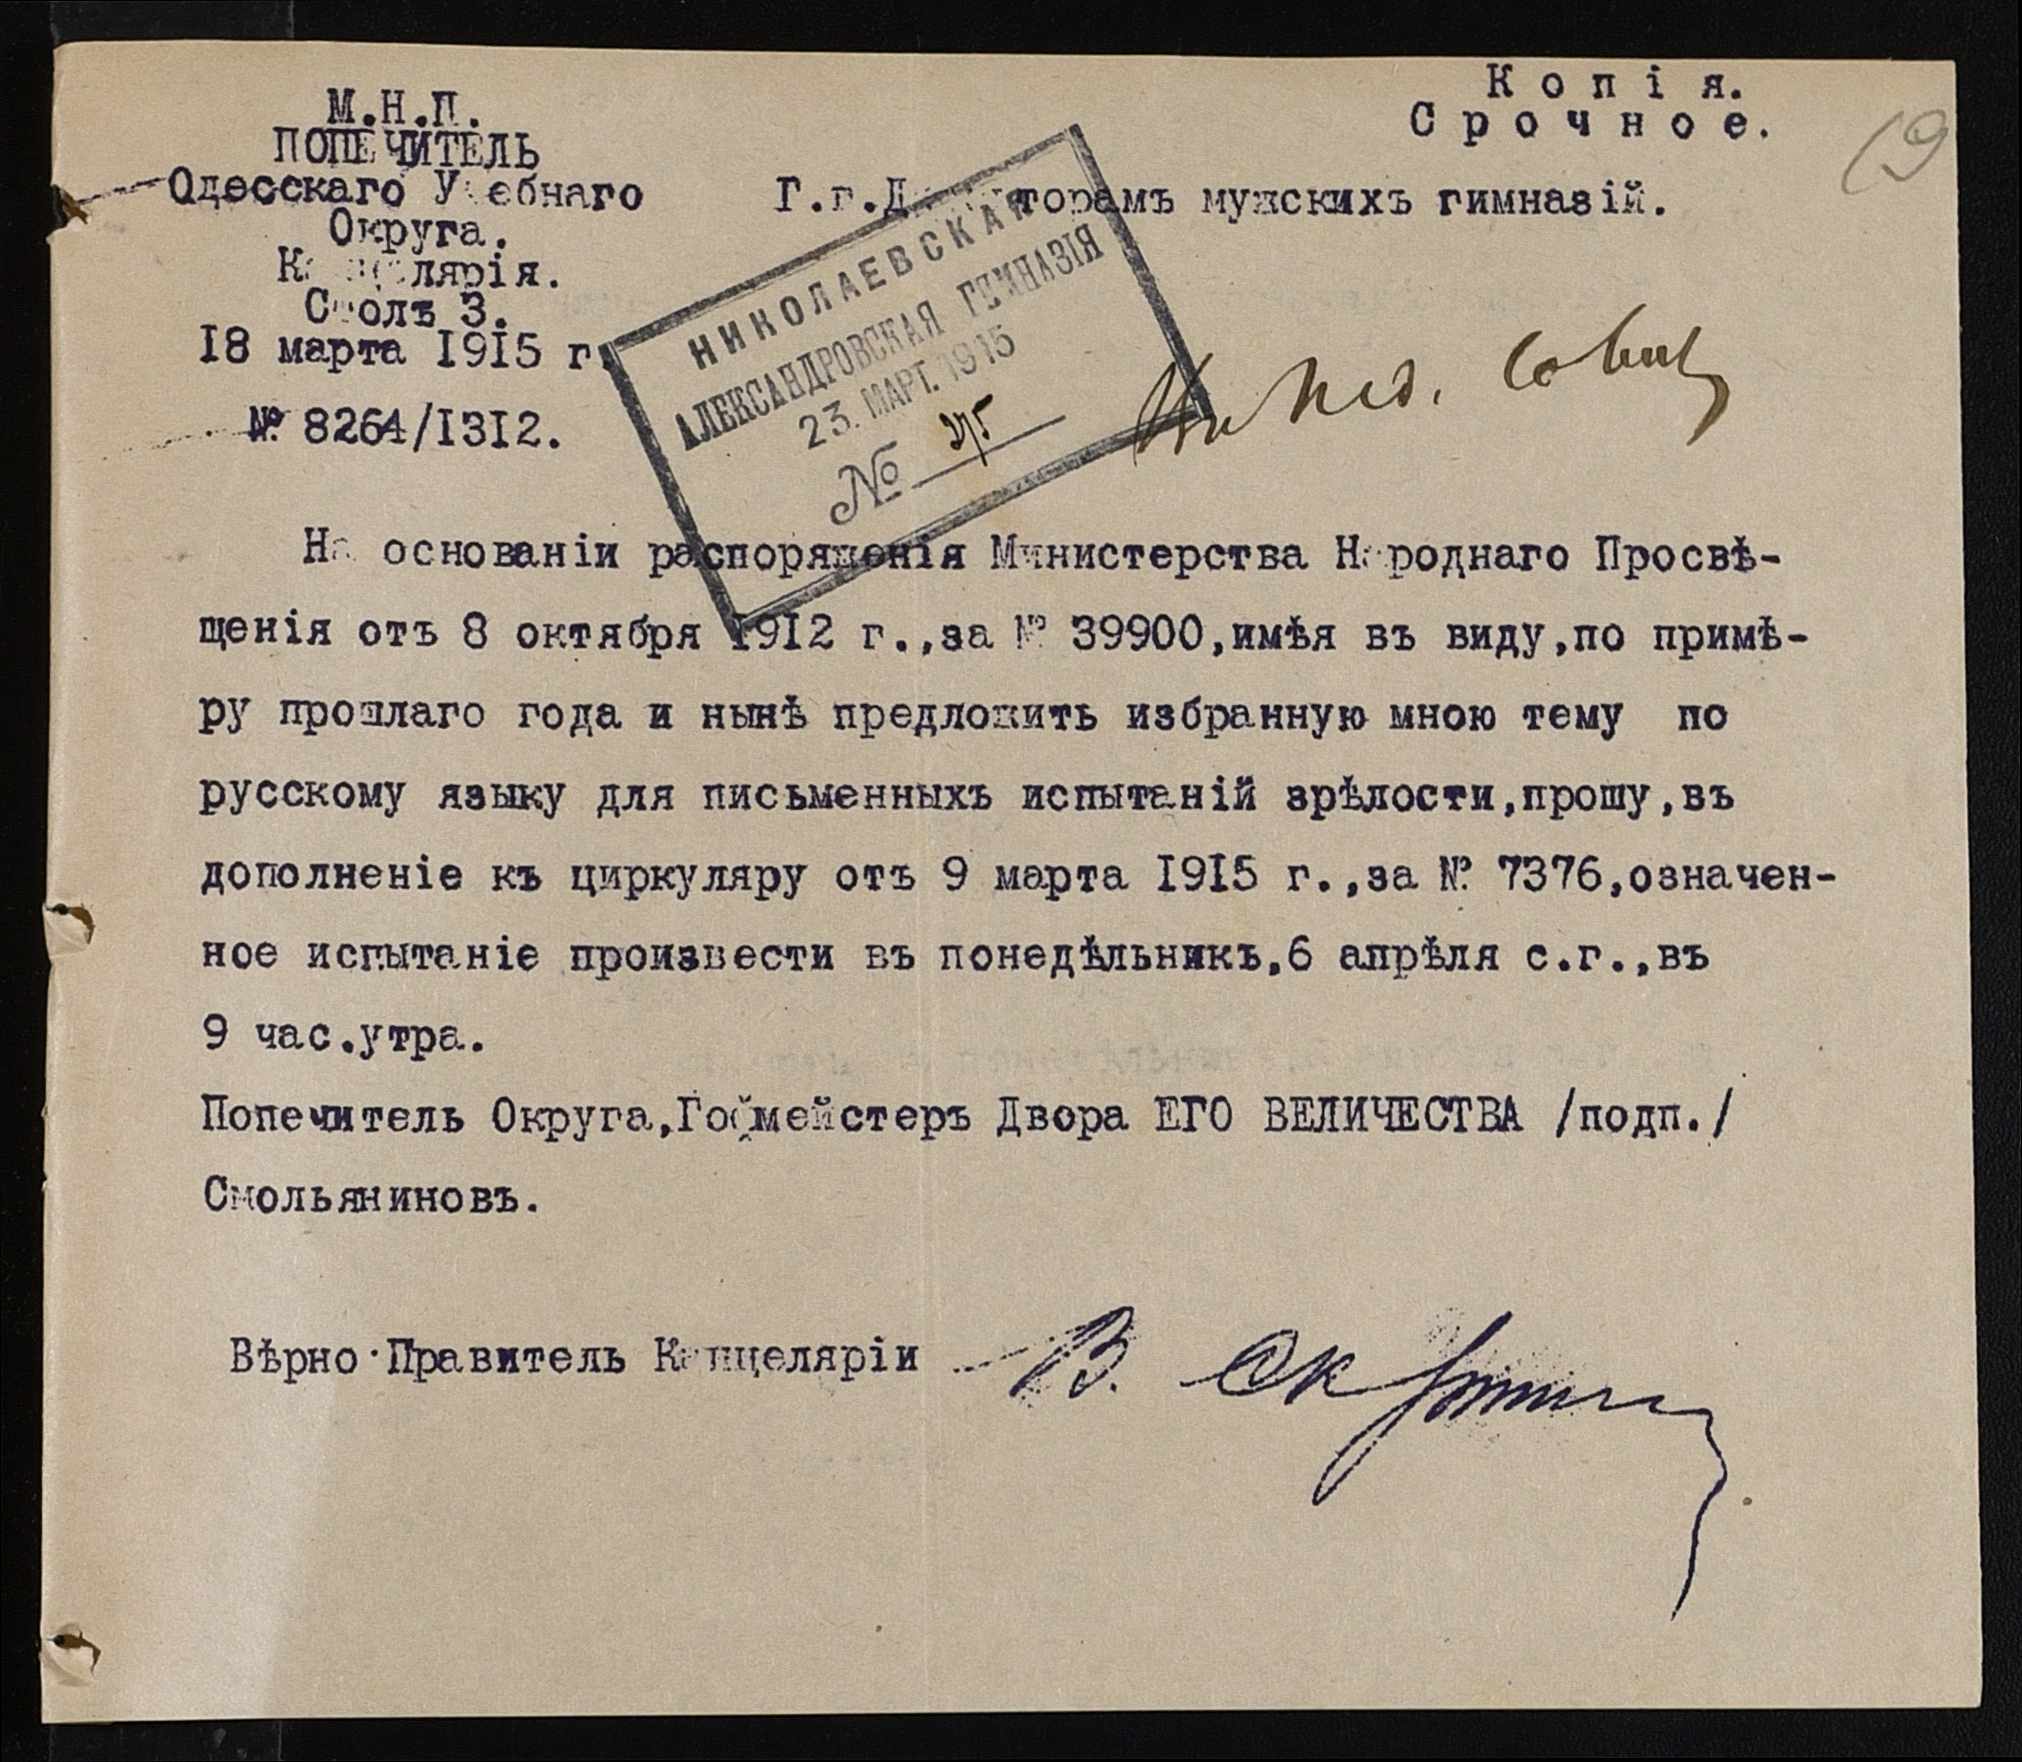 Копія.
Срочное.
19
М.Н.П.
ПОПЕЧИТЕЛЬ
Одесскаго Учебнаго
Округа.
Канцелярія.
Столъ 3.
18 марта 1915 г.
№ 8264/1312.
Г.г.Директорамъ мужскихъ гимназій.
НИКОЛАЕВСКАЯ
АЛЕКСАНДРОВСКАЯ ГИМНАЗІЯ
23. МАРТ. 1915
№ 275
Пед. Совѣт
На основаніи распоряженія Министерства Народнаго Просвѣ-
щенія отъ 8 октября 1912 г.,за № 39900,имѣя въ виду,по примѣ-
ру прошлаго года и нынѣ предложить избранную мною тему по
русскому языку для письменныхъ испытаній зрѣлости,прошу,въ
дополненіе къ циркуляру отъ 9 марта 1915 г.,за № 7376,означен-
ное испытаніе произвести въ понедѣльникъ,6 апрѣля с.г.,въ
9 час.утра.
Попечитель Округа,Гофмейстеръ Двора ЕГО ВЕЛИЧЕСТВА /подп./
Смольяниновъ.
Вѣрно·Правитель Канцеляріи В.